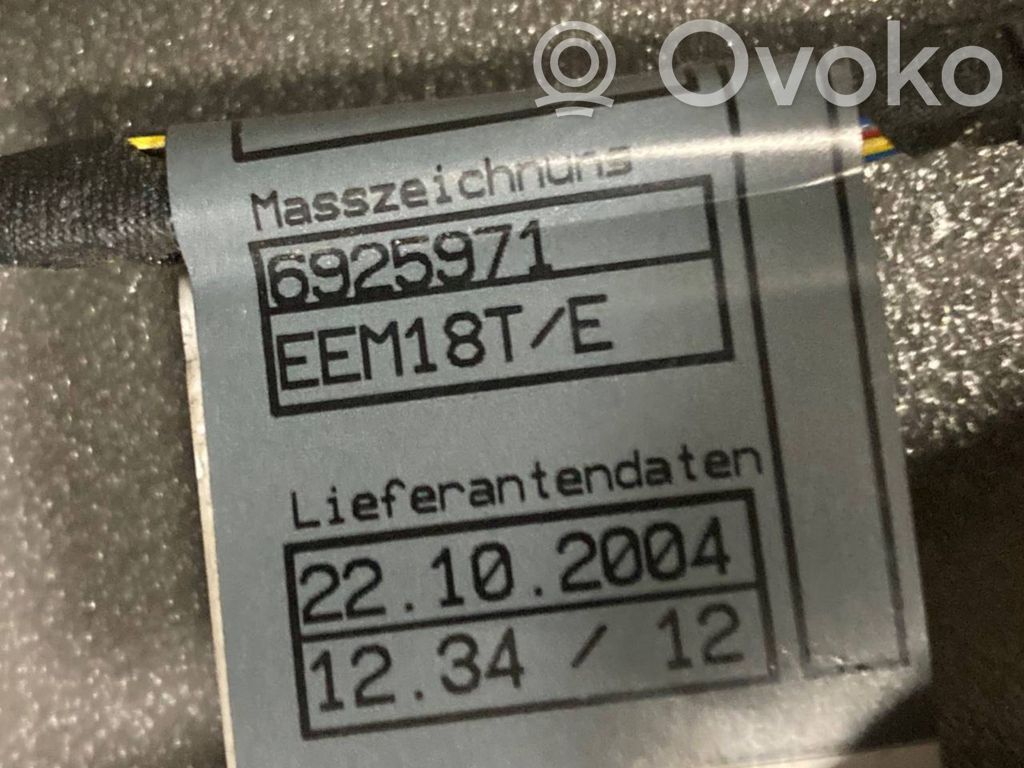 Ovoko
Masszeichnung
6925971
EEM18T/E
Lieferantendaten
22.10.2004
12.34 / 12